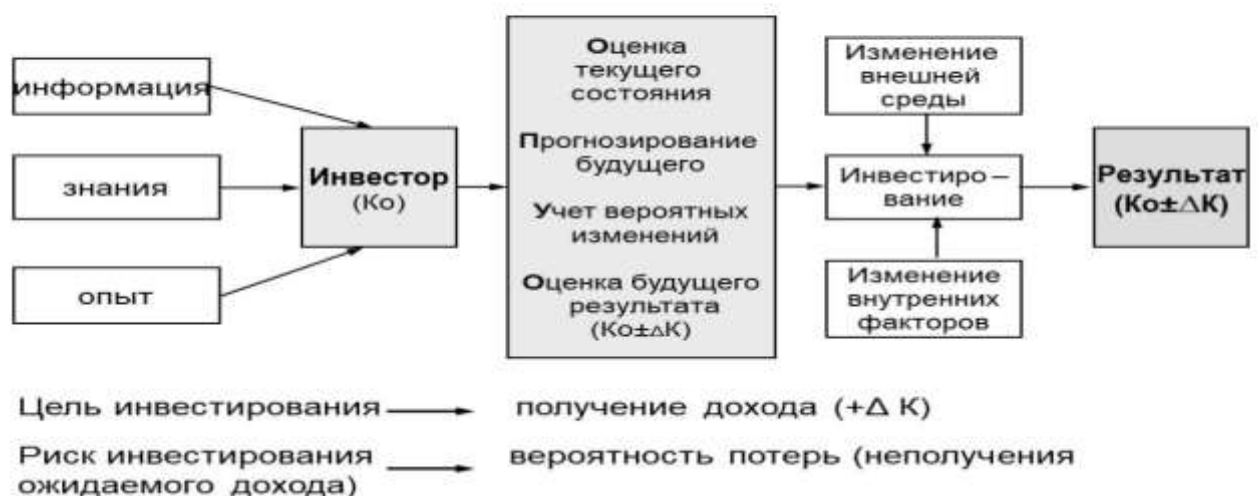 информация
знания
опыт
Инвестор
(Ко)
Оценка
текущего
состояния
Прогнозирование
будущего
Учет вероятных
изменений
Оценка будущего
результата
(Ко±ΔК)
Изменение
внешней
среды
Инвестиро –
вание
Изменение
внутренних
факторов
Результат
(Ко±ΔК)
Цель инвестирования получение дохода (+Δ К)
Риск инвестирования вероятность потерь (неполучения
ожидаемого дохода)